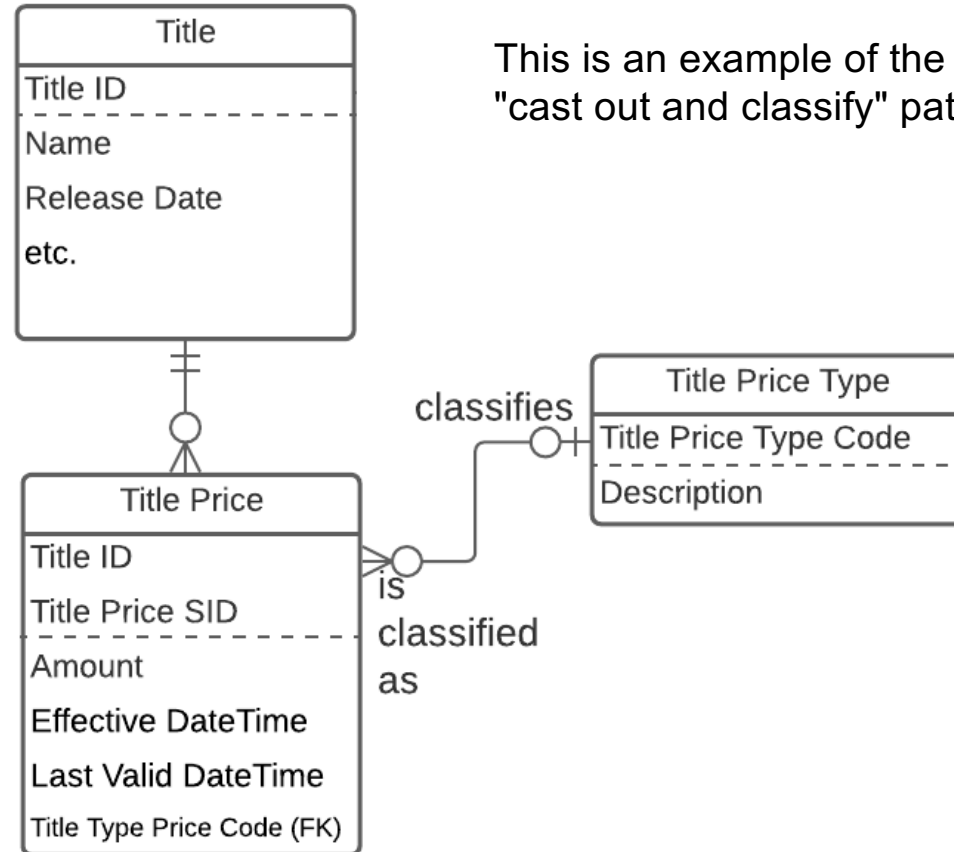 Title
Title ID
Name
Release Date
etc.
This is an example of the
"cast out and classify"
classifies
Title Price Type
Title Price Type Code
Description
Title Price
Title ID
Title Price SID
Amount
Effective DateTime
Last Valid DateTime
Title Type Price Code (FK)
is
classified
as